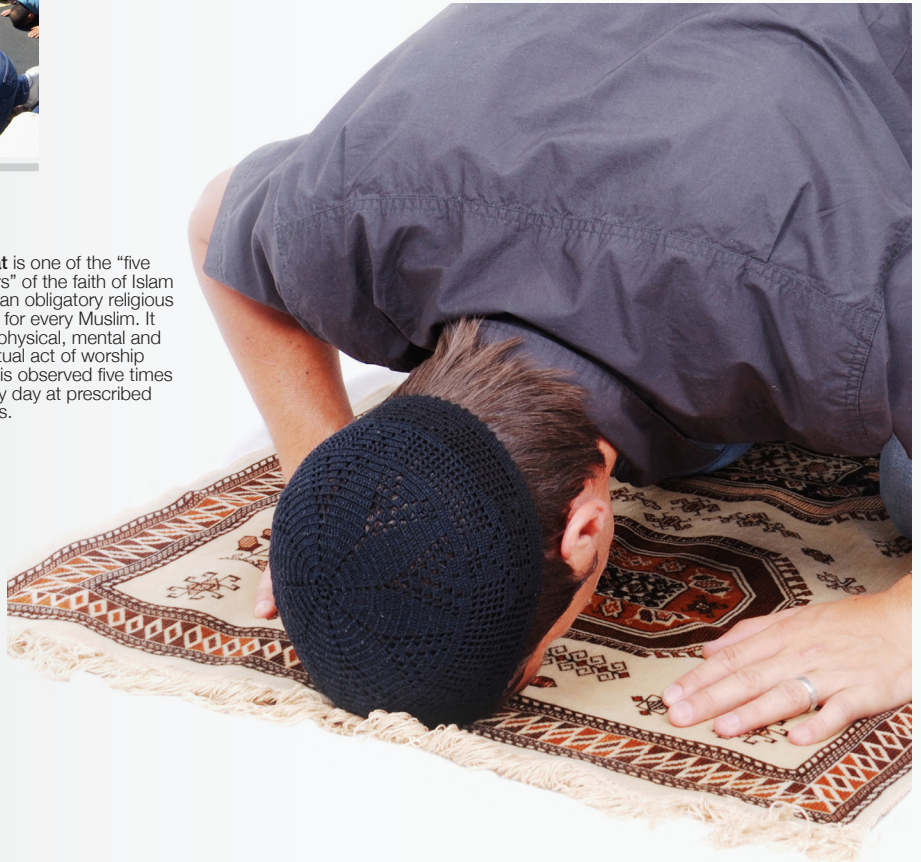 t is one of the “five
s” of the faith of Islam
an obligatory religious
for every Muslim. It
physical, mental and
tual act of worship
is observed five times
y day at prescribed
s.